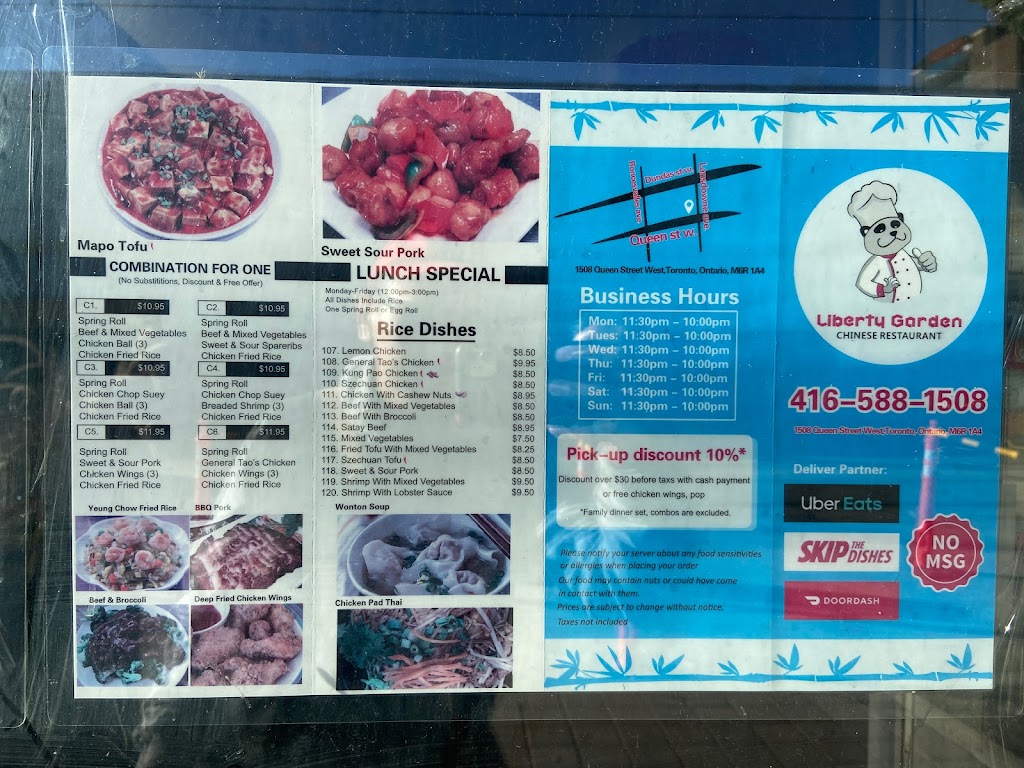 Mapo Tofu
COMBINATION FOR ONE
(No Substititions, Discount & Free Offer)
C1. $10.95
Spring Roll
Beef & Mixed Vegetables
Chicken Ball (3)
Chicken Fried Rice
C2. $10.95
Spring Roll
Beef & Mixed Vegetables
Sweet & Sour Spareribs
Chicken Fried Rice
C3. $10.95
Spring Roll
Chicken Chop Suey
Chicken Ball (3)
Chicken Fried Rice
C4. $10.95
Spring Roll
Chicken Chop Suey
Breaded Shrimp (3)
Chicken Fried Rice
C5. $11.95
Spring Roll
Sweet & Sour Pork
Chicken Wings (3)
Chicken Fried Rice
C6. $11.95
Spring Roll
General Tao's Chicken
Chicken Wings (3)
Chicken Fried Rice
Yeung Chow Fried Rice
BBQ Pork
Beef & Broccoli
Deep Fried Chicken Wings
Sweet Sour Pork
LUNCH SPECIAL
Monday-Friday (12:00pm-3:00pm)
All Dishes Include Rice
One Spring Roll or Egg Roll
Rice Dishes
107. Lemon Chicken $8.50
108. General Tao's Chicken $9.95
109. Kung Pao Chicken $8.50
110. Szechuan Chicken $8.50
111. Chicken With Cashew Nuts $8.95
112. Beef With Mixed Vegetables $8.50
113. Beef With Broccoli $8.50
114. Satay Beef $8.95
115. Mixed Vegetables $7.50
116. Fried Tofu With Mixed Vegetables $8.25
117. Szechuan Tofu $8.50
118. Sweet & Sour Pork $8.50
119. Shrimp With Mixed Vegetables $9.50
120. Shrimp With Lobster Sauce $9.50
Wonton Soup
Chicken Pad Thai
Dundas st w.
Lansdowne ave.
Queen st w.
1508 Queen Street West,Toronto, Ontario, M6R 1A4
Business Hours
Mon: 11:30pm – 10:00pm
Tues: 11:30pm – 10:00pm
Wed: 11:30pm – 10:00pm
Thu: 11:30pm – 10:00pm
Fri: 11:30pm – 10:00pm
Sat: 11:30pm – 10:00pm
Sun: 11:30pm – 10:00pm
Pick-up discount 10%*
Discount over $30 before taxs with cash payment
or free chicken wings, pop
*Family dinner set, combos are excluded.
Please notify your server about any food sensitivities
or allergies when placing your order
Our food may contain nuts or could have come
in contact with them.
Prices are subject to change without notice.
Taxes not included
Liberty Garden
CHINESE RESTAURANT
416-588-1508
1508 Queen Street West,Toronto, Ontario, M6R 1A4
Deliver Partner:
Uber Eats
SKIP THE DISHES
DOORDASH
NO
MSG